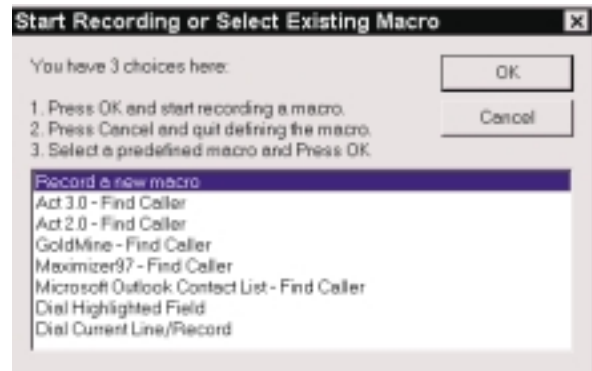 Start Recording or Select Existing Macro
You have 3 choices here:
OK
1. Press OK and start recording a macro.
Cancel
2. Press Cancel and quit defining the macro.
3. Select a predefined macro and Press OK
Record a new macro
Act 3.0 - Find Caller
Act 2.0 - Find Caller
GoldMine - Find Caller
Maximizer97 - Find Caller
Microsoft Outlook Contact List - Find Caller
Dial Highlighted Field
Dial Current Line/Record